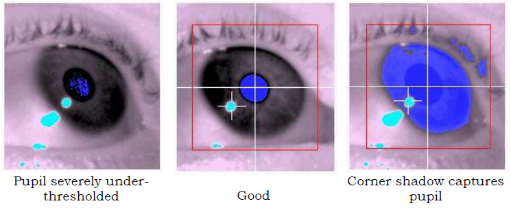 Pupil severely under-
thresholded
Good
Corner shadow captures
pupil